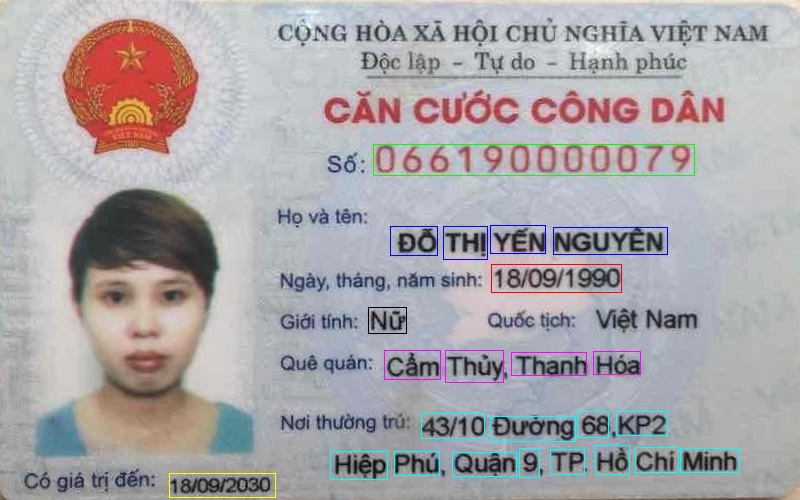 CỘNG HÒA XÃ HỘI CHỦ NGHĨA VIỆT NAM
Độc lập - Tự do - Hạnh phúc
CĂN CƯỚC CÔNG DÂN
Số: 066190000079
Họ và tên:
ĐỖ THỊ YẾN NGUYÊN
Ngày, tháng, năm sinh: 18/09/1990
Giới tính: Nữ Quốc tịch: Việt Nam
Quê quán: Cẩm Thủy, Thanh Hóa
Nơi thường trú: 43/10 Đường 68,KP2
Hiệp Phú, Quận 9, TP. Hồ Chí Minh
Có giá trị đến: 18/09/2030